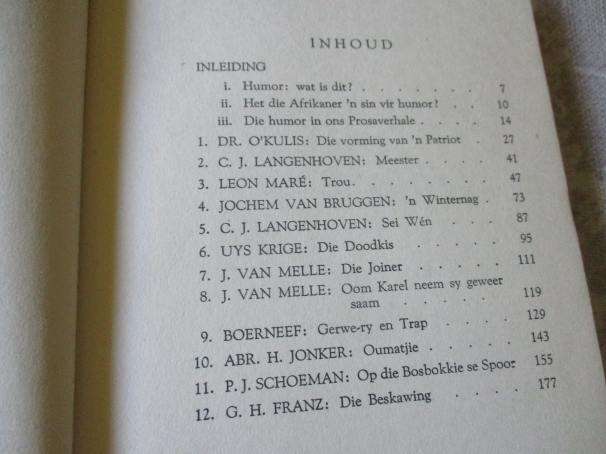 INHOUD
INLEIDING
i. Humor: wat is dit? . . . . . . . 7
ii. Het die Afrikaner 'n sin vir humor? . . 10
iii. Die humor in ons Prosaverhale . . . . 14
1. DR. O'KULIS: Die vorming van 'n Patriot . 27
2. C. J. LANGENHOVEN: Meester . . . . 41
3. LEON MARÉ: Trou. . . . . . . . 47
4. JOCHEM VAN BRUGGEN: 'n Winternag . 73
5. C. J. LANGENHOVEN: Sei Wén . . . 87
6. UYS KRIGE: Die Doodkis . . . . . 95
7. J. VAN MELLE: Die Joiner . . . . . 111
8. J. VAN MELLE: Oom Karel neem sy geweer
saam . . . . . 119
9. BOERNEEF: Gerwe-ry en Trap . . . . 129
10. ABR. H. JONKER: Oumatjie . . . . . 143
11. P. J. SCHOEMAN: Op die Bosbokkie se Spoor 155
12. G. H. FRANZ: Die Beskawing . . . . 177